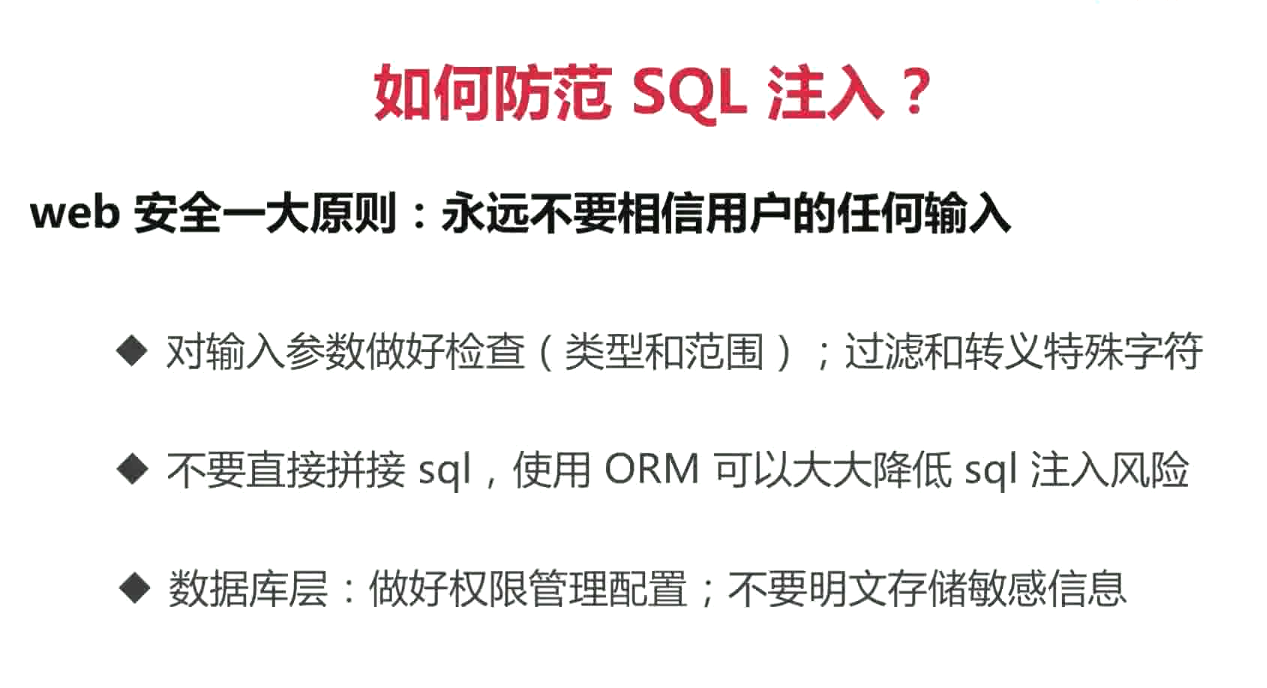 如何防范 SQL 注入？
web 安全一大原则：永远不要相信用户的任何输入
◆ 对输入参数做好检查（类型和范围）；过滤和转义特殊字符
◆ 不要直接拼接 sql，使用 ORM 可以大大降低 sql 注入风险
◆ 数据库层：做好权限管理配置；不要明文存储敏感信息